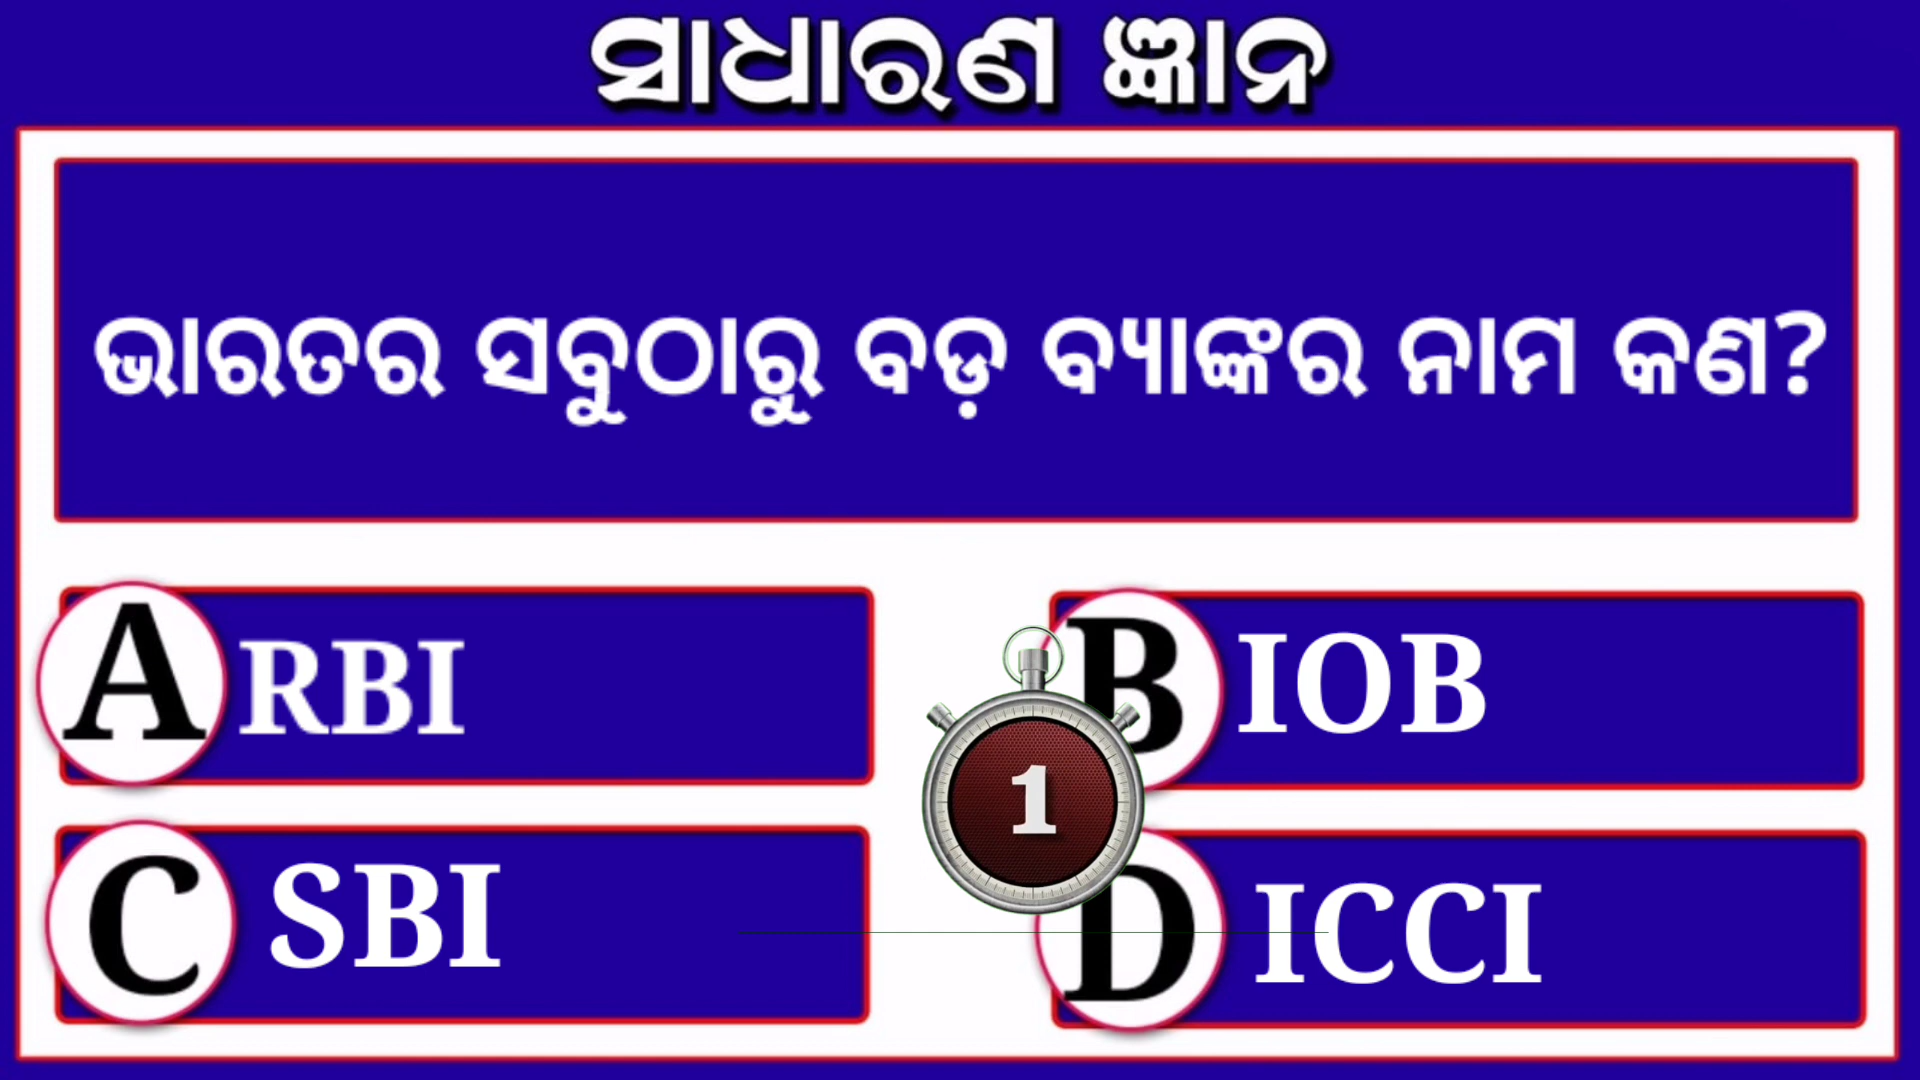 ସାଧାରଣ ଜ୍ଞାନ
ଭାରତର ସବୁଠାରୁ ବଡ଼ ବ୍ୟାଙ୍କର ନାମ କଣ?
A RBI
B IOB
1
C SBI
D ICCI